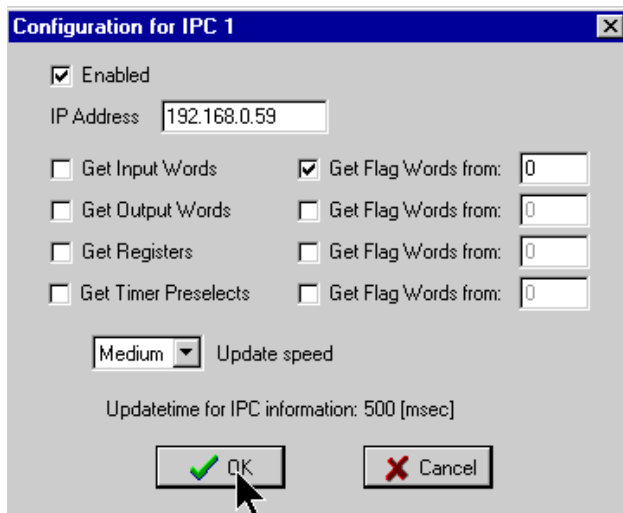 Configuration for IPC 1
Enabled
IP Address 192.168.0.59
Get Input Words Get Flag Words from: 0
Get Output Words Get Flag Words from: 0
Get Registers Get Flag Words from: 0
Get Timer Preselects Get Flag Words from: 0
Medium Update speed
Updatetime for IPC information: 500 [msec]
OK Cancel